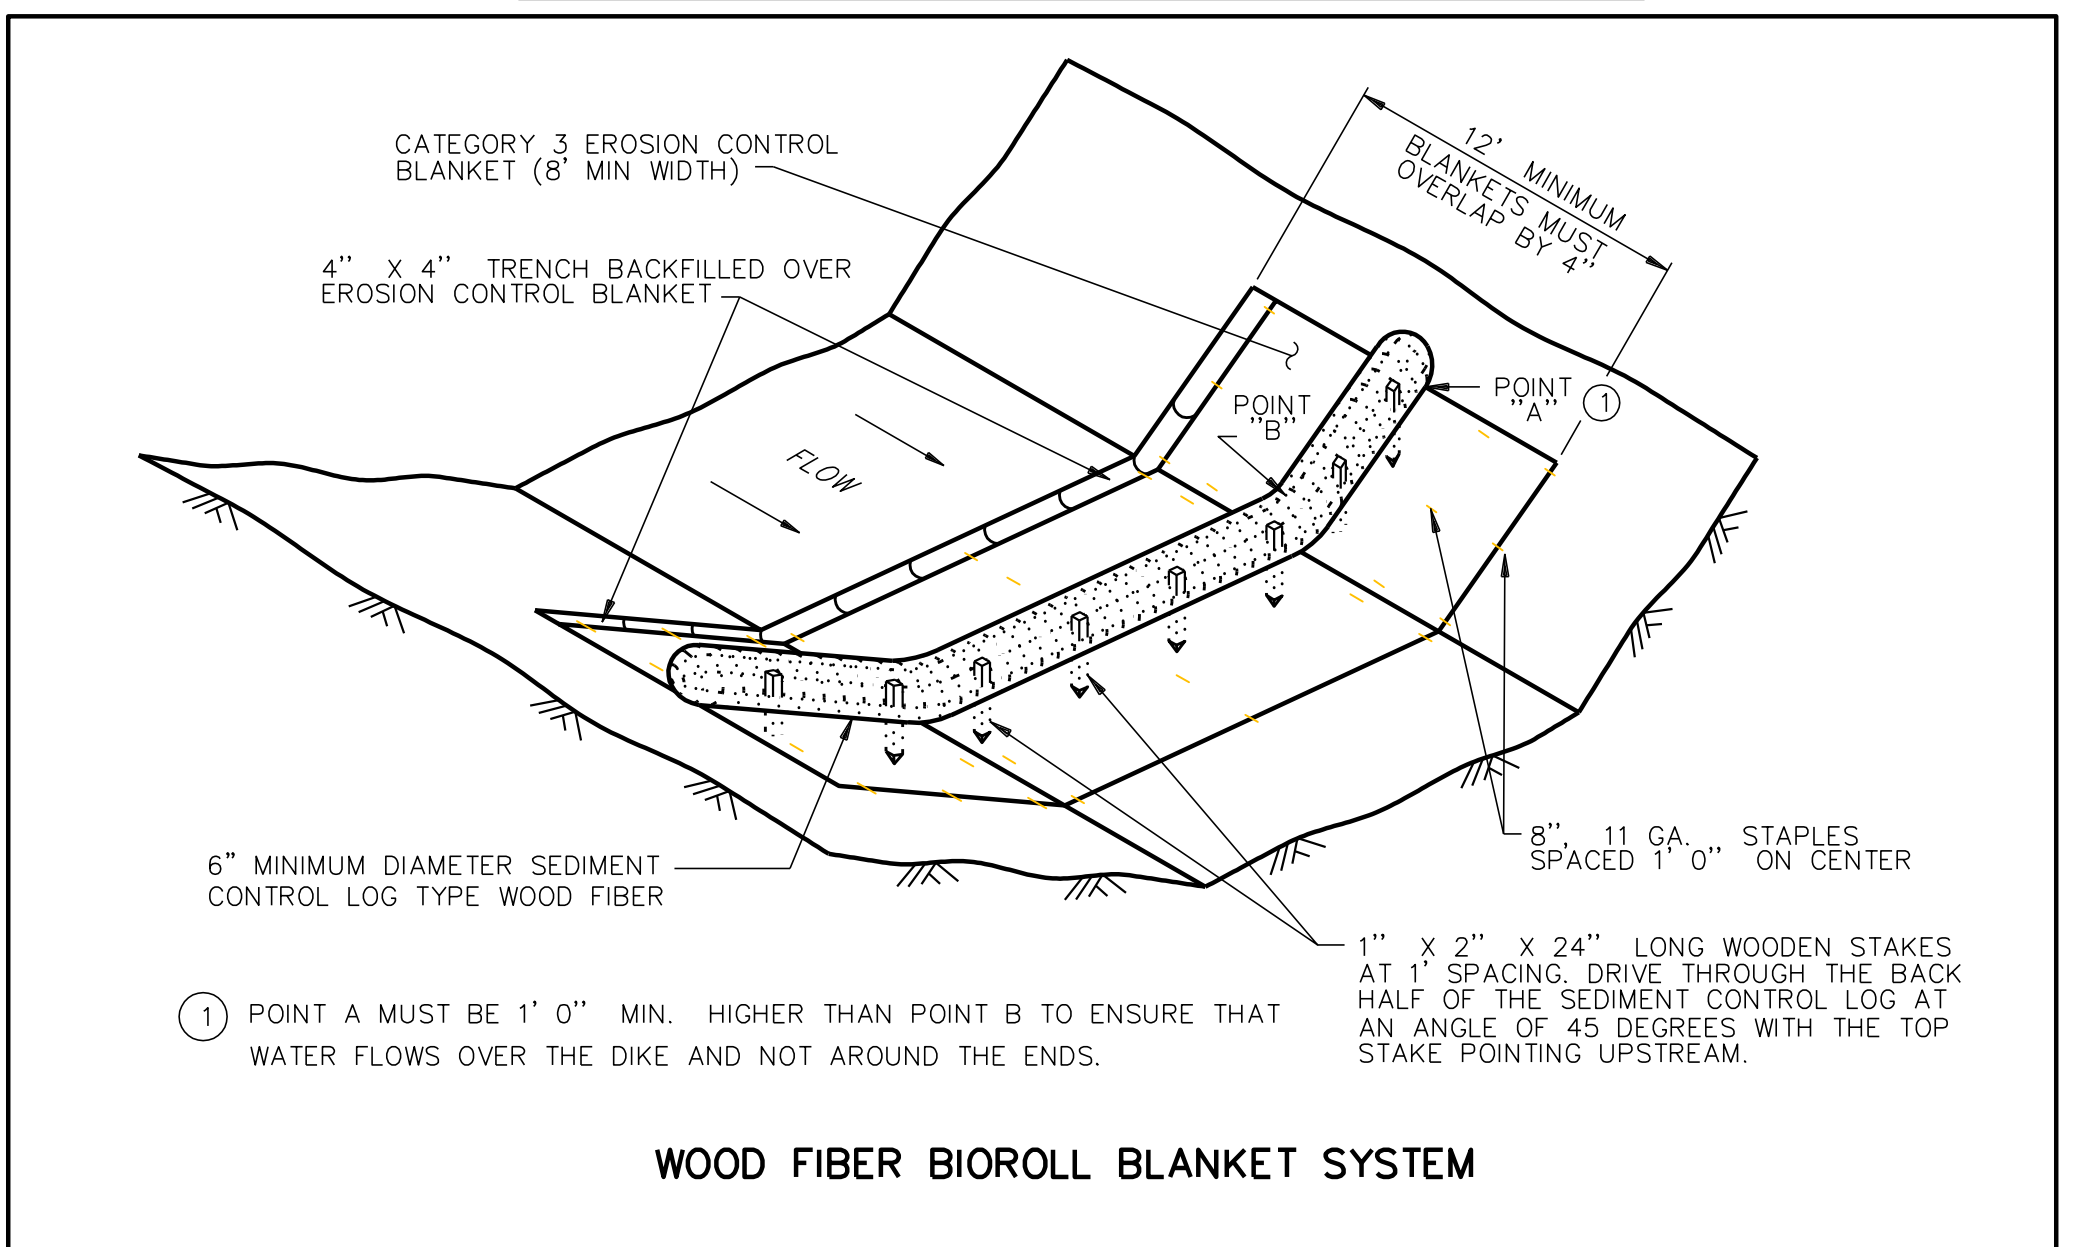 CATEGORY 3 EROSION CONTROL
BLANKET (8' MIN WIDTH)
12' MINIMUM
BLANKETS MUST
OVERLAP BY 4"
4" X 4" TRENCH BACKFILLED OVER
EROSION CONTROL BLANKET
POINT
"A"
1
POINT
"B"
FLOW
8", 11 GA. STAPLES
SPACED 1' 0" ON CENTER
6" MINIMUM DIAMETER SEDIMENT
CONTROL LOG TYPE WOOD FIBER
1" X 2" X 24" LONG WOODEN STAKES
AT 1' SPACING. DRIVE THROUGH THE BACK
HALF OF THE SEDIMENT CONTROL LOG AT
AN ANGLE OF 45 DEGREES WITH THE TOP
STAKE POINTING UPSTREAM.
1 POINT A MUST BE 1' 0" MIN. HIGHER THAN POINT B TO ENSURE THAT
WATER FLOWS OVER THE DIKE AND NOT AROUND THE ENDS.
WOOD FIBER BIOROLL BLANKET SYSTEM